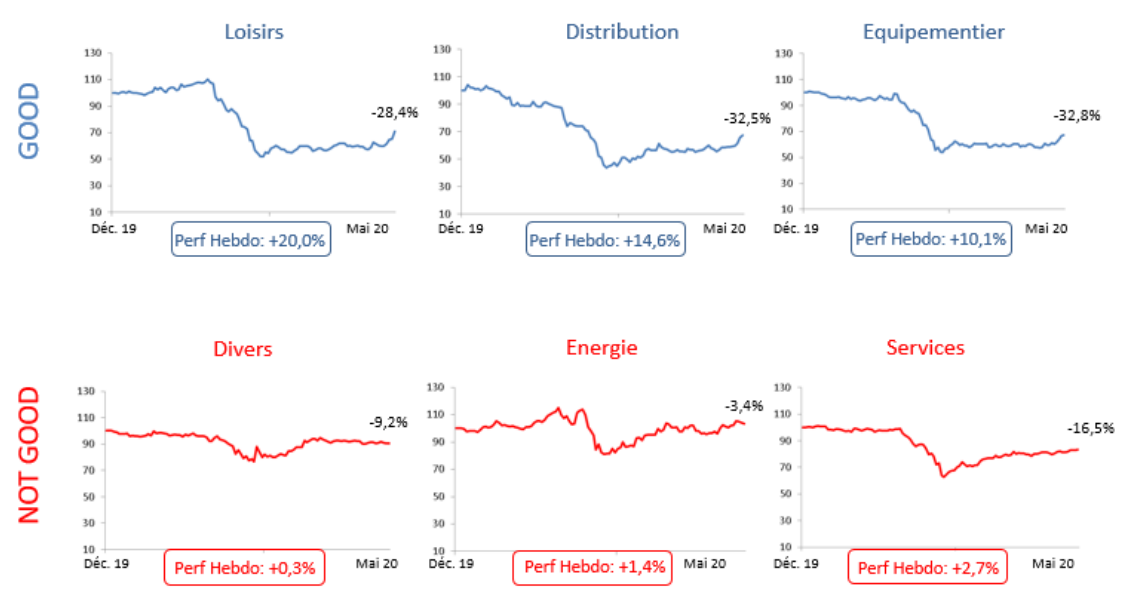 GOOD
Loisirs
130
110
90
70
50
30
10
-28,4%
Déc. 19
Mai 20
Perf Hebdo: +20,0%
Distribution
130
110
90
70
50
30
10
-32,5%
Déc. 19
Mai 20
Perf Hebdo: +14,6%
Equipementier
130
110
90
70
50
30
10
-32,8%
Déc. 19
Mai 20
Perf Hebdo: +10,1%
NOT GOOD
Divers
130
110
90
70
50
30
10
-9,2%
Déc. 19
Mai 20
Perf Hebdo: +0,3%
Energie
130
110
90
70
50
30
10
-3,4%
Déc. 19
Mai 20
Perf Hebdo: +1,4%
Services
130
110
90
70
50
30
10
-16,5%
Déc. 19
Mai 20
Perf Hebdo: +2,7%